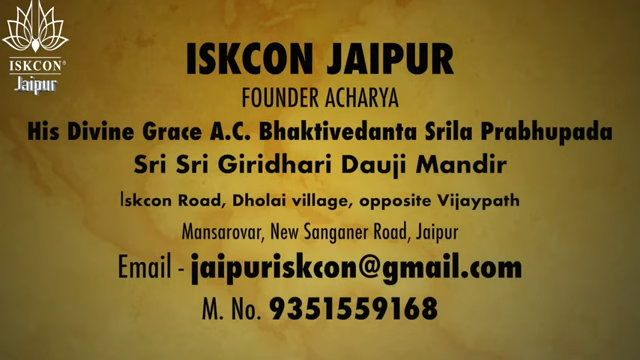 ISKCON®
Jaipur
ISKCON JAIPUR
FOUNDER ACHARYA
His Divine Grace A.C. Bhaktivedanta Srila Prabhupada
Sri Sri Giridhari Dauji Mandir
Iskcon Road, Dholai village, opposite Vijaypath
Mansarovar, New Sanganer Road, Jaipur
Email - jaipuriskcon@gmail.com
M. No. 9351559168